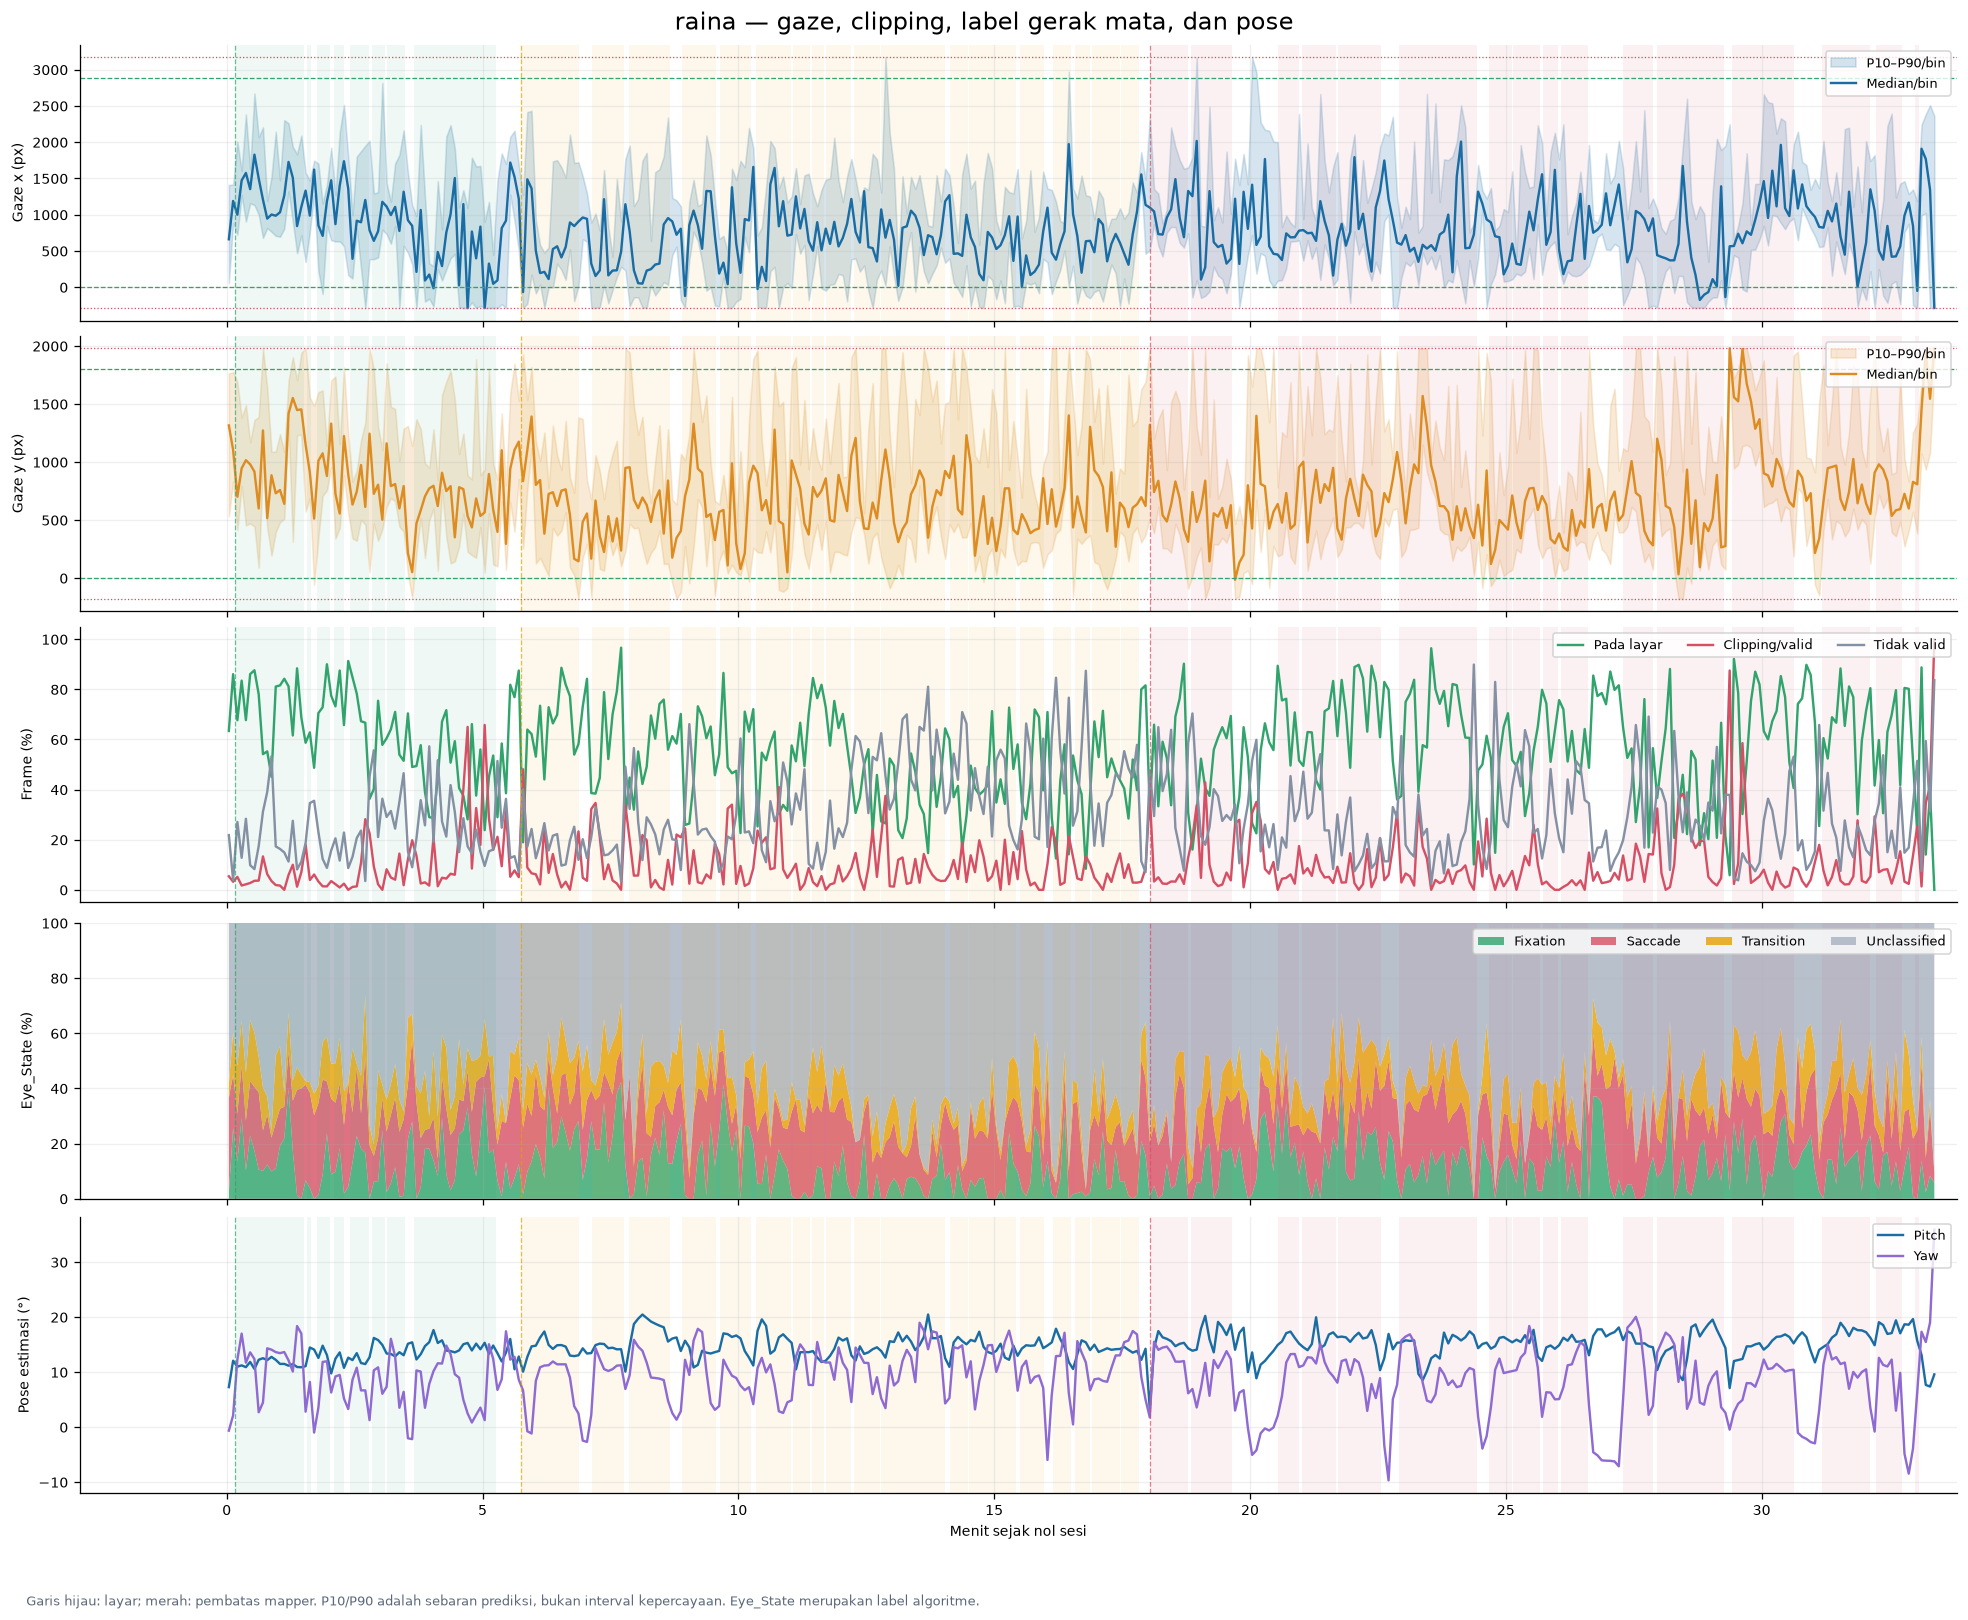 raina — gaze, clipping, label gerak mata, dan pose
Gaze x (px)
3000
2500
2000
1500
1000
500
0
P10–P90/bin
Median/bin
Gaze y (px)
2000
1500
1000
500
0
P10–P90/bin
Median/bin
Frame (%)
100
80
60
40
20
0
Pada layar
Clipping/valid
Tidak valid
Eye_State (%)
100
80
60
40
20
0
Fixation
Saccade
Transition
Unclassified
Pose estimasi (°)
30
20
10
0
−10
Pitch
Yaw
0
5
10
15
20
25
30
Menit sejak nol sesi
Garis hijau: layar; merah: pembatas mapper. P10/P90 adalah sebaran prediksi, bukan interval kepercayaan. Eye_State merupakan label algoritme.